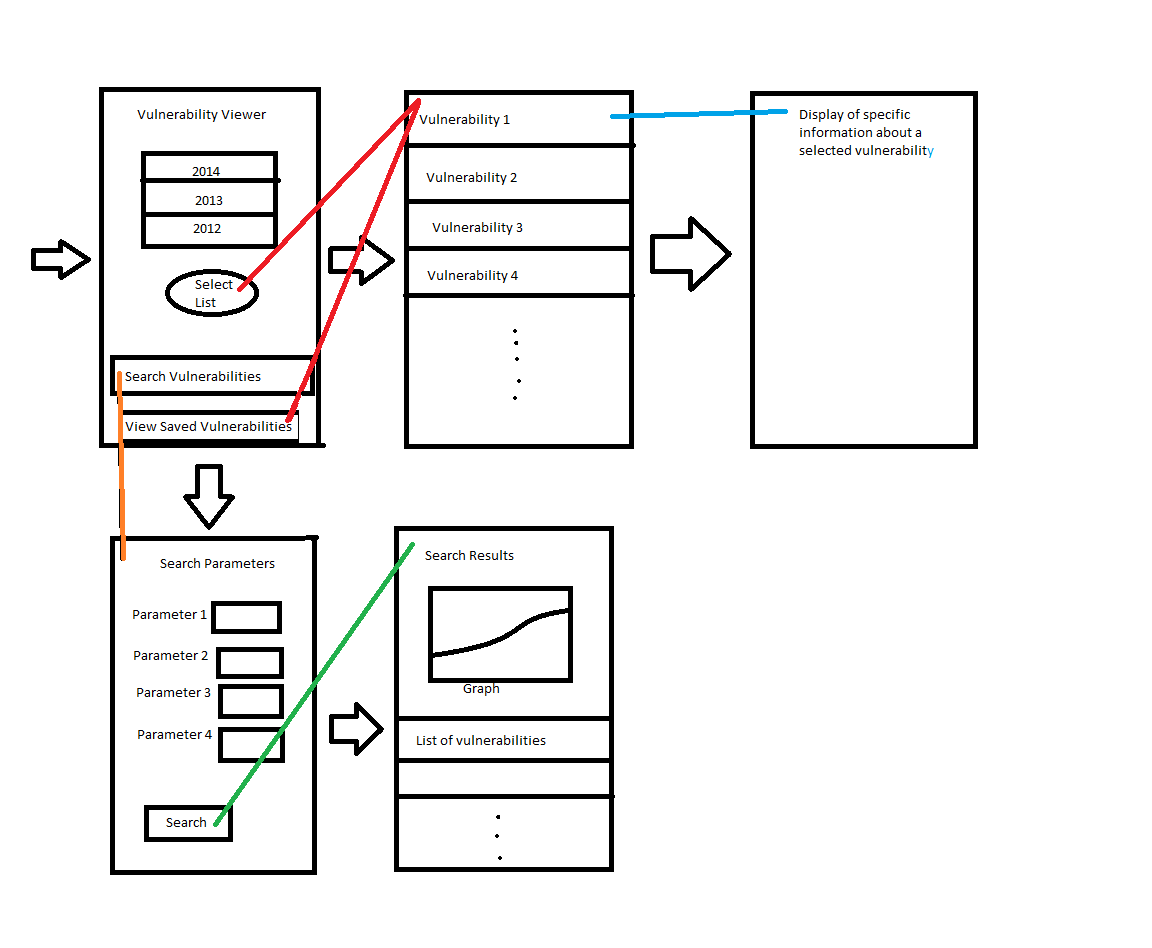 Vulnerability Viewer
2014
2013
2012
Select
List
Search Vulnerabilities
View Saved Vulnerabilities
Vulnerability 1
Vulnerability 2
Vulnerability 3
Vulnerability 4
Display of specific
information about a
selected vulnerability
Search Parameters
Parameter 1
Parameter 2
Parameter 3
Parameter 4
Search
Search Results
Graph
List of vulnerabilities